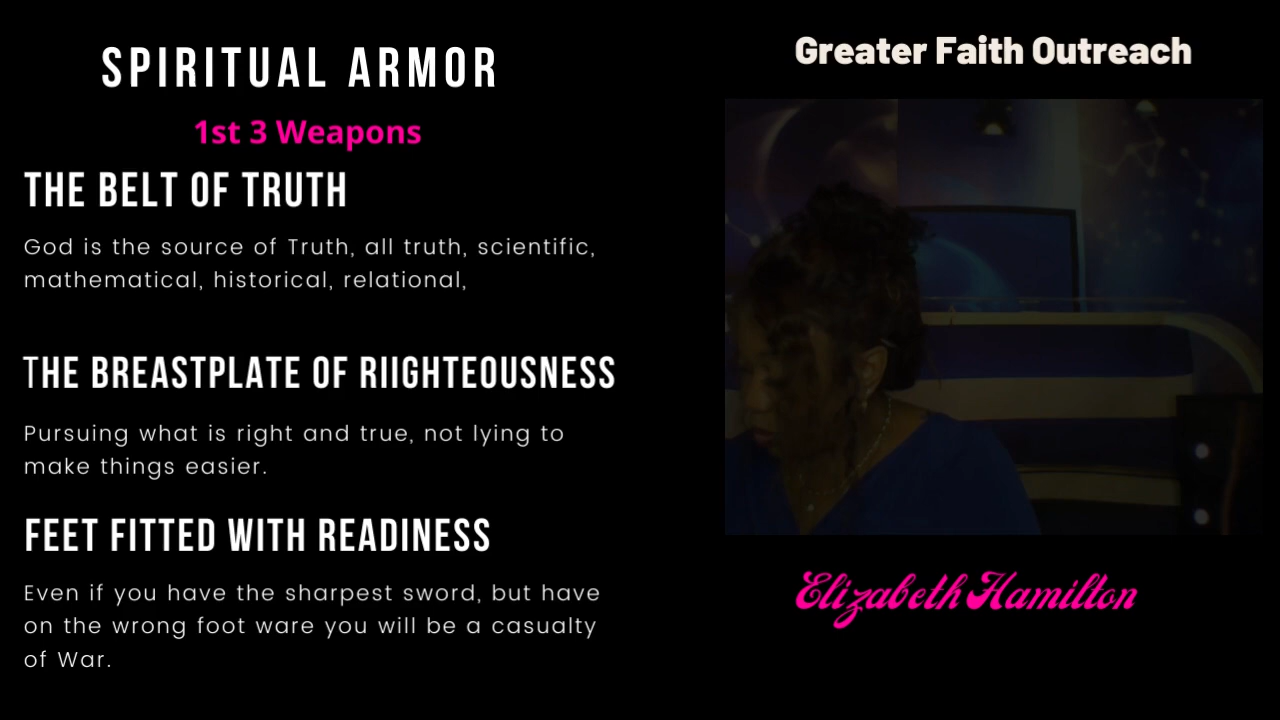 SPIRITUAL ARMOR
1st 3 Weapons
THE BELT OF TRUTH
God is the source of Truth, all truth, scientific,
mathematical, historical, relational,
THE BREASTPLATE OF RIIGHTEOUSNESS
Pursuing what is right and true, not lying to
make things easier.
FEET FITTED WITH READINESS
Even if you have the sharpest sword, but have
on the wrong foot ware you will be a casualty
of War.
Greater Faith Outreach
Elizabeth Hamilton